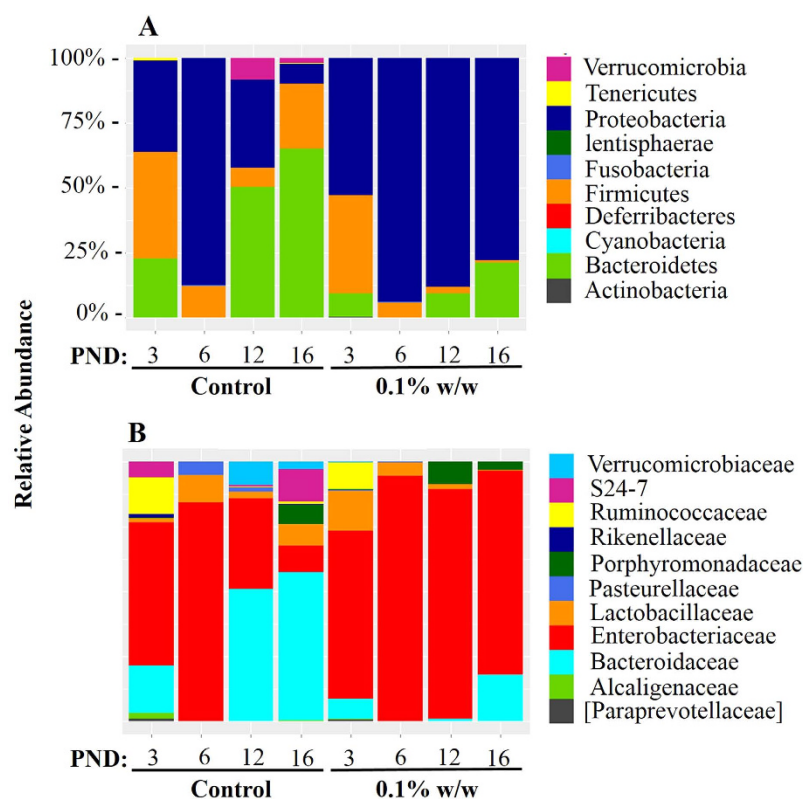 A
100% -
75% -
50% -
25% -
0% -
Verrucomicrobia
Tenericutes
Proteobacteria
lentisphaerae
Fusobacteria
Firmicutes
Deferribacteres
Cyanobacteria
Bacteroidetes
Actinobacteria
PND: 3 6 12 16 3 6 12 16
Control 0.1% w/w
Relative Abundance
B
Verrucomicrobiaceae
S24-7
Ruminococcaceae
Rikenellaceae
Porphyromonadaceae
Pasteurellaceae
Lactobacillaceae
Enterobacteriaceae
Bacteroidaceae
Alcaligenaceae
[Paraprevotellaceae]
PND: 3 6 12 16 3 6 12 16
Control 0.1% w/w